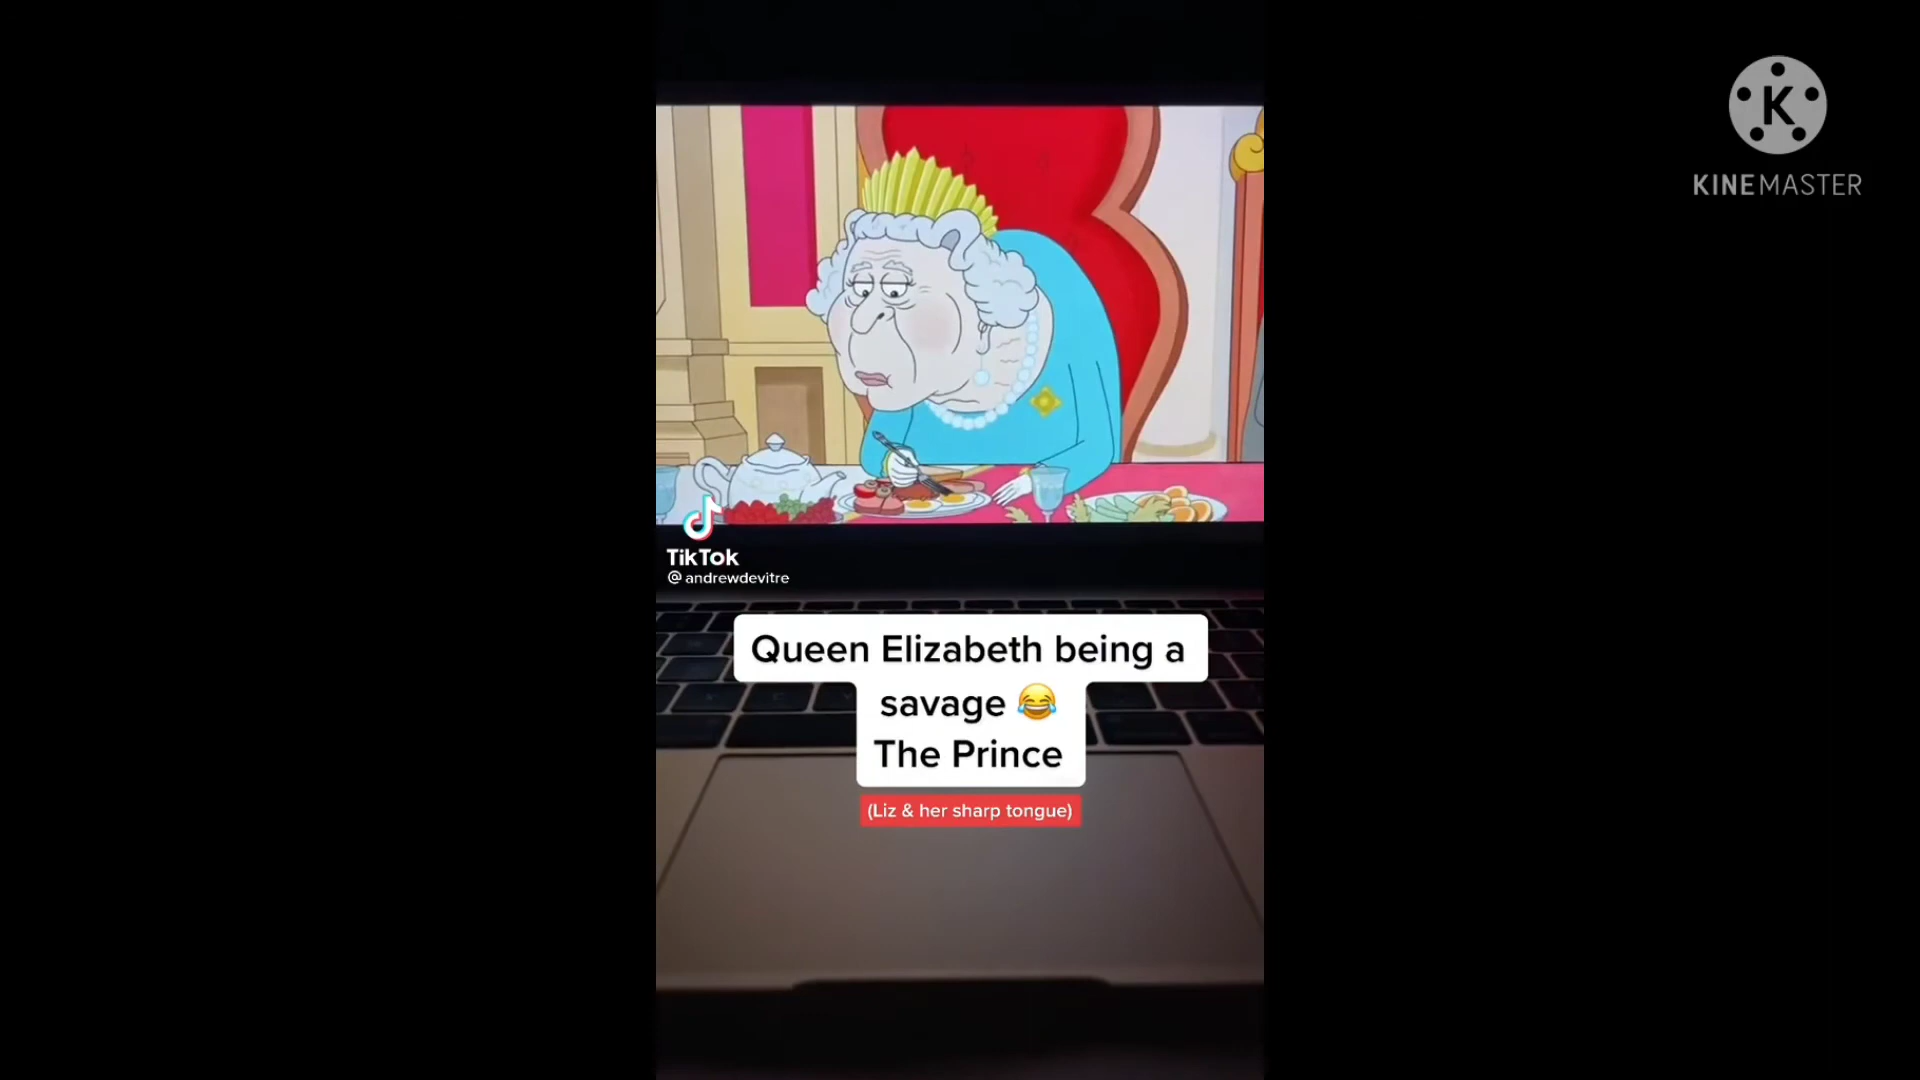 K
KINEMASTER
TikTok
@andrewdevitre
Queen Elizabeth being a
savage 😂
The Prince
(Liz & her sharp tongue)